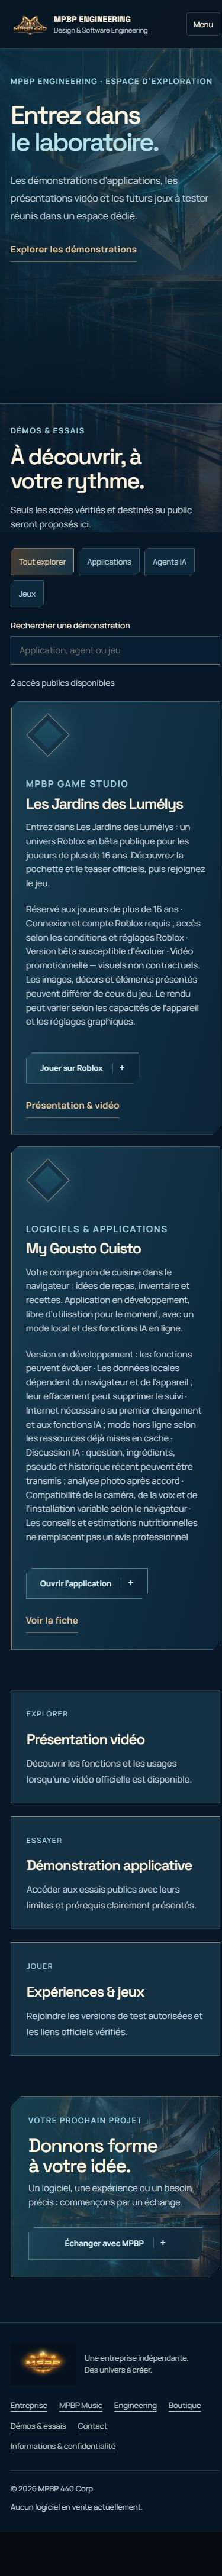 MPBP ENGINEERING
Design & Software Engineering
Menu
MPBP ENGINEERING · ESPACE D'EXPLORATION
Entrez dans
le laboratoire.
Les démonstrations d'applications, les
présentations vidéo et les futurs jeux à tester
réunis dans un espace dédié.
Explorer les démonstrations
DÉMOS & ESSAIS
À découvrir, à
votre rythme.
Seuls les accès vérifiés et destinés au public
seront proposés ici.
Tout explorer
Applications
Agents IA
Jeux
Rechercher une démonstration
Application, agent ou jeu
2 accès publics disponibles
MPBP GAME STUDIO
Les Jardins des Lumélys
Entrez dans Les Jardins des Lumélys : un
univers Roblox en bêta publique pour les
joueurs de plus de 16 ans. Découvrez la
pochette et le teaser officiels, puis rejoignez
le jeu.
Réservé aux joueurs de plus de 16 ans ·
Connexion et compte Roblox requis ; accès
selon les conditions et réglages Roblox ·
Version bêta susceptible d'évoluer · Vidéo
promotionnelle — visuels non contractuels.
Les images, décors et éléments présentés
peuvent différer de ceux du jeu. Le rendu
peut varier selon les capacités de l'appareil
et les réglages graphiques.
Jouer sur Roblox +
Présentation & vidéo
LOGICIELS & APPLICATIONS
My Gousto Cuisto
Votre compagnon de cuisine dans le
navigateur : idées de repas, inventaire et
recettes. Application en développement,
libre d'utilisation pour le moment, avec un
mode local et des fonctions IA en ligne.
Version en développement : les fonctions
peuvent évoluer · Les données locales
dépendent du navigateur et de l'appareil ;
leur effacement peut supprimer le suivi ·
Internet nécessaire au premier chargement
et aux fonctions IA ; mode hors ligne selon
les ressources déjà mises en cache ·
Discussion IA : question, ingrédients,
pseudo et historique récent peuvent être
transmis ; analyse photo après accord ·
Compatibilité de la caméra, de la voix et de
l'installation variable selon le navigateur ·
Les conseils et estimations nutritionnelles
ne remplacent pas un avis professionnel
Ouvrir l'application +
Voir la fiche
EXPLORER
Présentation vidéo
Découvrir les fonctions et les usages
lorsqu'une vidéo officielle est disponible.
ESSAYER
Démonstration applicative
Accéder aux essais publics avec leurs
limites et prérequis clairement présentés.
JOUER
Expériences & jeux
Rejoindre les versions de test autorisées et
les liens officiels vérifiés.
VOTRE PROCHAIN PROJET
Donnons forme
à votre idée.
Un logiciel, une expérience ou un besoin
précis : commençons par un échange.
Échanger avec MPBP +
Une entreprise indépendante.
Des univers à créer.
Entreprise
MPBP Music
Engineering
Boutique
Démos & essais
Contact
Informations & confidentialité
© 2026 MPBP 440 Corp.
Aucun logiciel en vente actuellement.